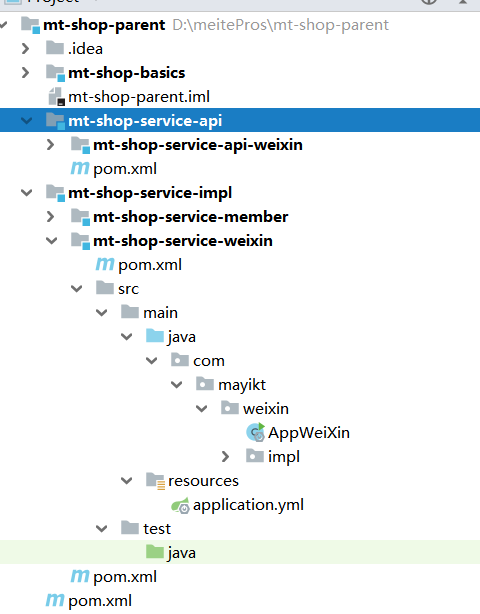 Project
mt-shop-parent D:\meitePros\mt-shop-parent
.idea
mt-shop-basics
mt-shop-parent.iml
mt-shop-service-api
mt-shop-service-api-weixin
pom.xml
mt-shop-service-impl
mt-shop-service-member
mt-shop-service-weixin
pom.xml
src
main
java
com
mayikt
weixin
AppWeiXin
impl
resources
application.yml
test
java
pom.xml
pom.xml